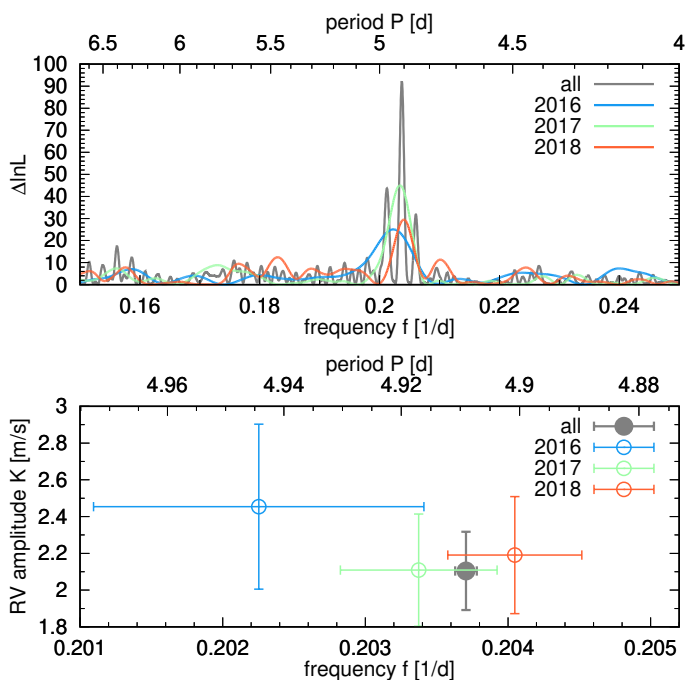 period P [d]
6.5 6 5.5 5 4.5 4
100
90
80
70
60
50
40
30
20
10
0
ΔlnL
all
2016
2017
2018
0.16 0.18 0.2 0.22 0.24
frequency f [1/d]
period P [d]
4.96 4.94 4.92 4.9 4.88
3
2.8
2.6
2.4
2.2
2
1.8
RV amplitude K [m/s]
all
2016
2017
2018
0.201 0.202 0.203 0.204 0.205
frequency f [1/d]